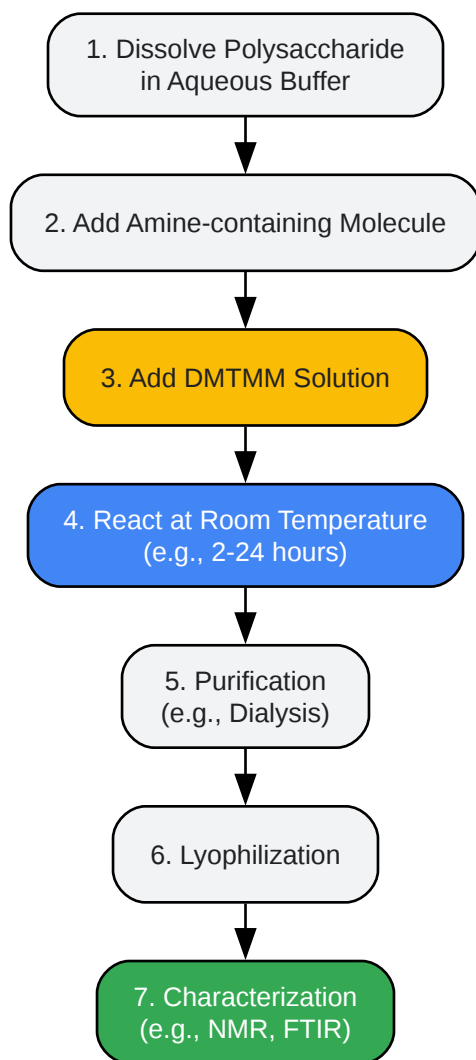 1. Dissolve Polysaccharide
in Aqueous Buffer
2. Add Amine-containing Molecule
3. Add DMTMM Solution
4. React at Room Temperature
(e.g., 2-24 hours)
5. Purification
(e.g., Dialysis)
6. Lyophilization
7. Characterization
(e.g., NMR, FTIR)